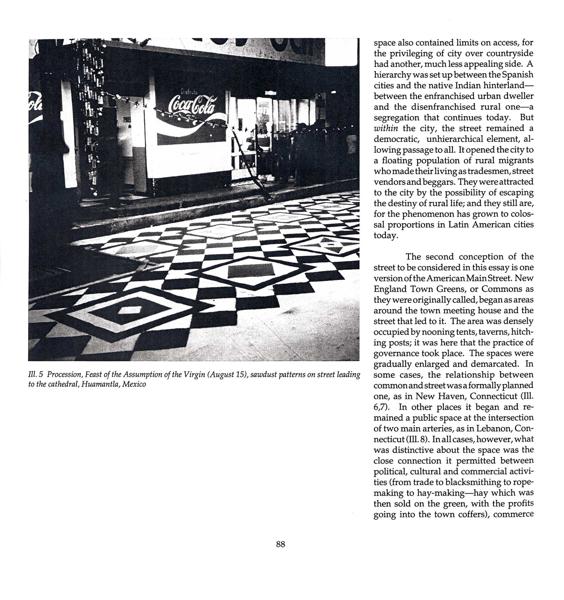 Disfrute
Coca-Cola
Ill. 5 Procession, Feast of the Assumption of the Virgin (August 15), sawdust patterns on street leading
to the cathedral, Huamantla, Mexico
space also contained limits on access, for
the privileging of city over countryside
had another, much less appealing side. A
hierarchy was set up between the Spanish
cities and the native Indian hinterland—
between the enfranchised urban dweller
and the disenfranchised rural one—a
segregation that continues today. But
within the city, the street remained a
democratic, unhierarchical element, al-
lowing passage to all. It opened the city to
a floating population of rural migrants
who made their living as tradesmen, street
vendors and beggars. They were attracted
to the city by the possibility of escaping
the destiny of rural life; and they still are,
for the phenomenon has grown to colos-
sal proportions in Latin American cities
today.
The second conception of the
street to be considered in this essay is one
version of the American Main Street. New
England Town Greens, or Commons as
they were originally called, began as areas
around the town meeting house and the
street that led to it. The area was densely
occupied by nooning tents, taverns, hitch-
ing posts; it was here that the practice of
governance took place. The spaces were
gradually enlarged and demarcated. In
some cases, the relationship between
common and street was a formally planned
one, as in New Haven, Connecticut (Ill.
6,7). In other places it began and re-
mained a public space at the intersection
of two main arteries, as in Lebanon, Con-
necticut (Ill. 8). In all cases, however, what
was distinctive about the space was the
close connection it permitted between
political, cultural and commercial activi-
ties (from trade to blacksmithing to rope-
making to hay-making—hay which was
then sold on the green, with the profits
going into the town coffers), commerce
88